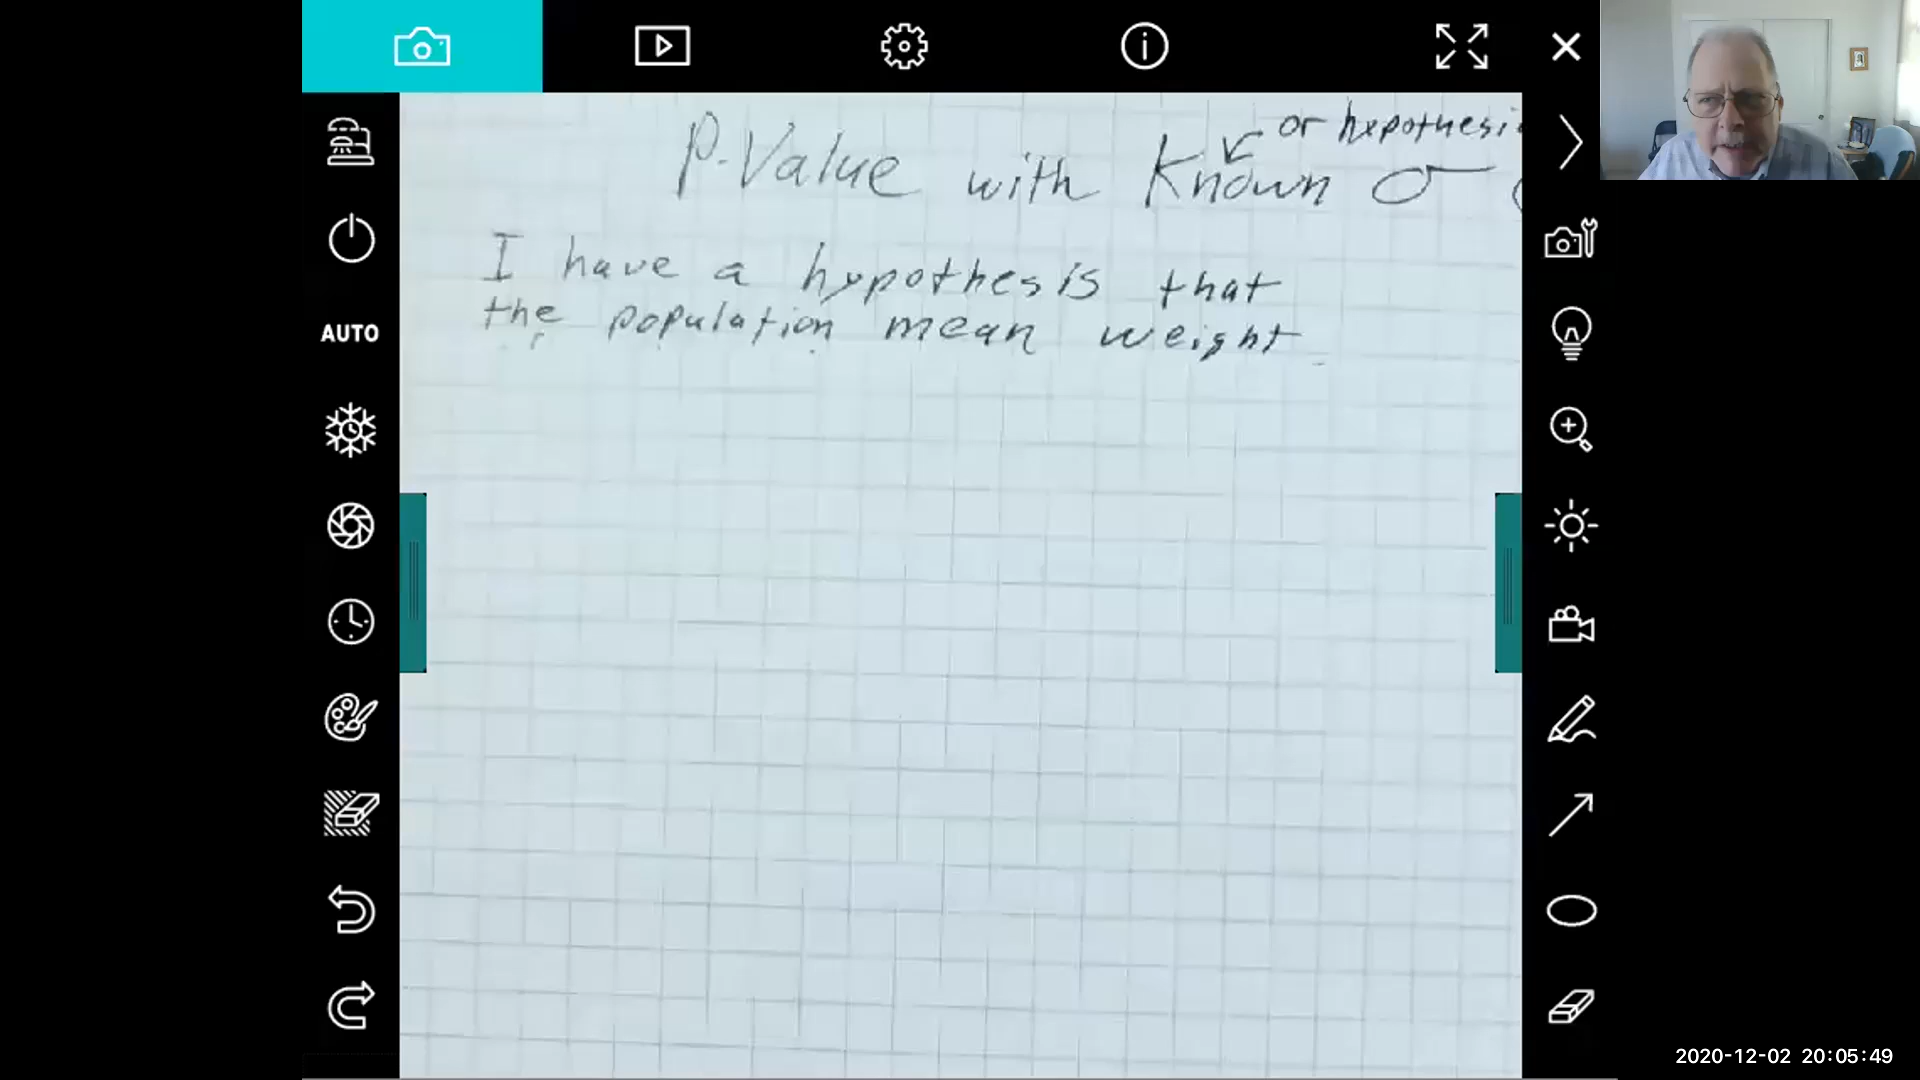 or hypothesi
P-Value with Known σ (
I have a hypothesis that
the population mean weight
AUTO
2020-12-02 20:05:49